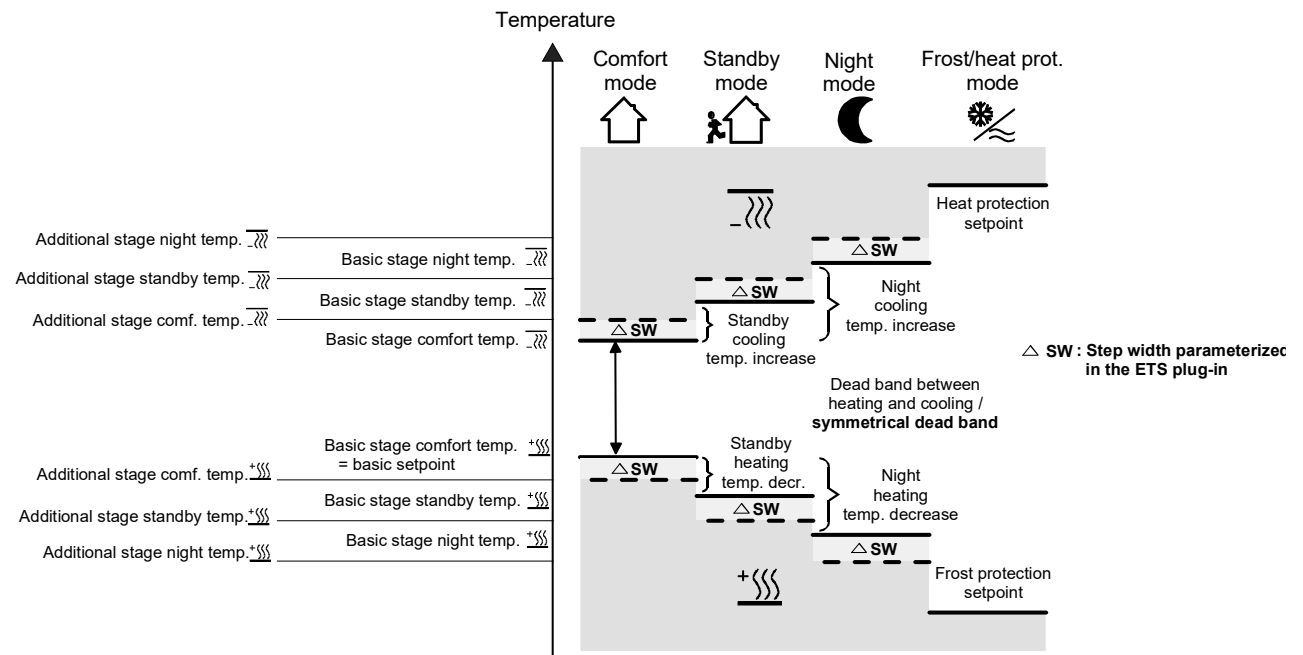 Temperature
Comfort
mode
Standby
mode
Night
mode
Frost/heat prot.
mode
Heat protection
setpoint
Additional stage night temp. -
Basic stage night temp. -
Additional stage standby temp. -
Basic stage standby temp. -
Additional stage comf. temp. -
Basic stage comfort temp. -
-
△ SW
△ SW
△ SW
Standby
cooling
temp. increase
Night
cooling
temp. increase
△ SW : Step width parameterized
in the ETS plug-in
Dead band between
heating and cooling /
symmetrical dead band
Basic stage comfort temp. +
= basic setpoint
Additional stage comf. temp. +
Basic stage standby temp. +
Additional stage standby temp. +
Basic stage night temp. +
Additional stage night temp. +
△ SW
Standby
heating
temp. decr.
△ SW
Night
heating
temp. decrease
△ SW
+
Frost protection
setpoint